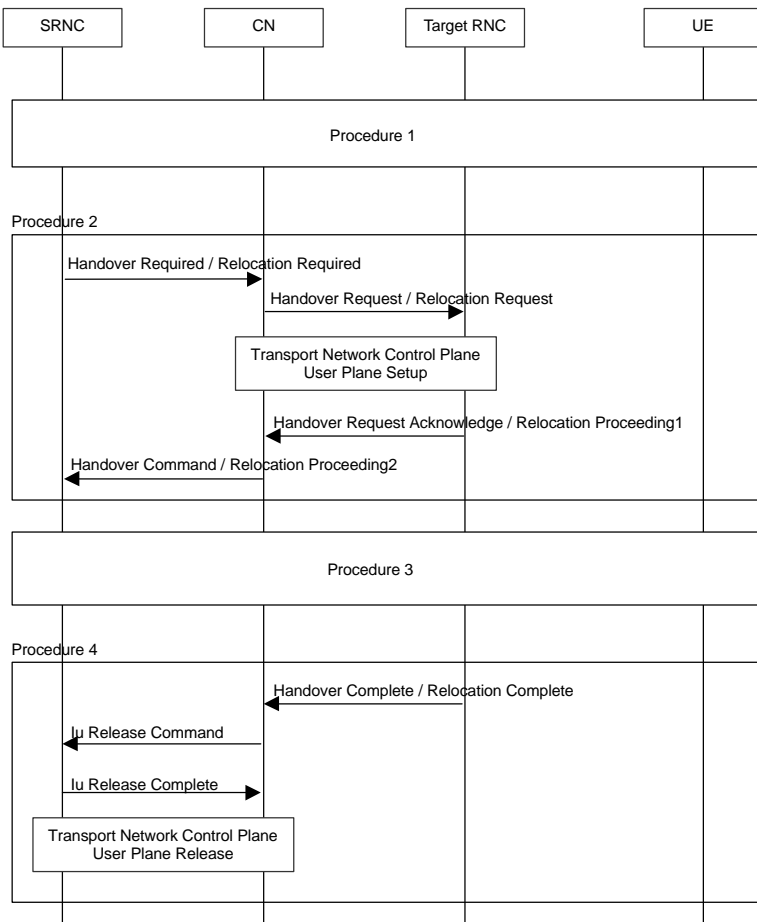 SRNC
CN
Target RNC
UE
Procedure 1
Procedure 2
Handover Required / Relocation Required
Handover Request / Relocation Request
Transport Network Control Plane
User Plane Setup
Handover Request Acknowledge / Relocation Proceeding1
Handover Command / Relocation Proceeding2
Procedure 3
Procedure 4
Handover Complete / Relocation Complete
Iu Release Command
Iu Release Complete
Transport Network Control Plane
User Plane Release